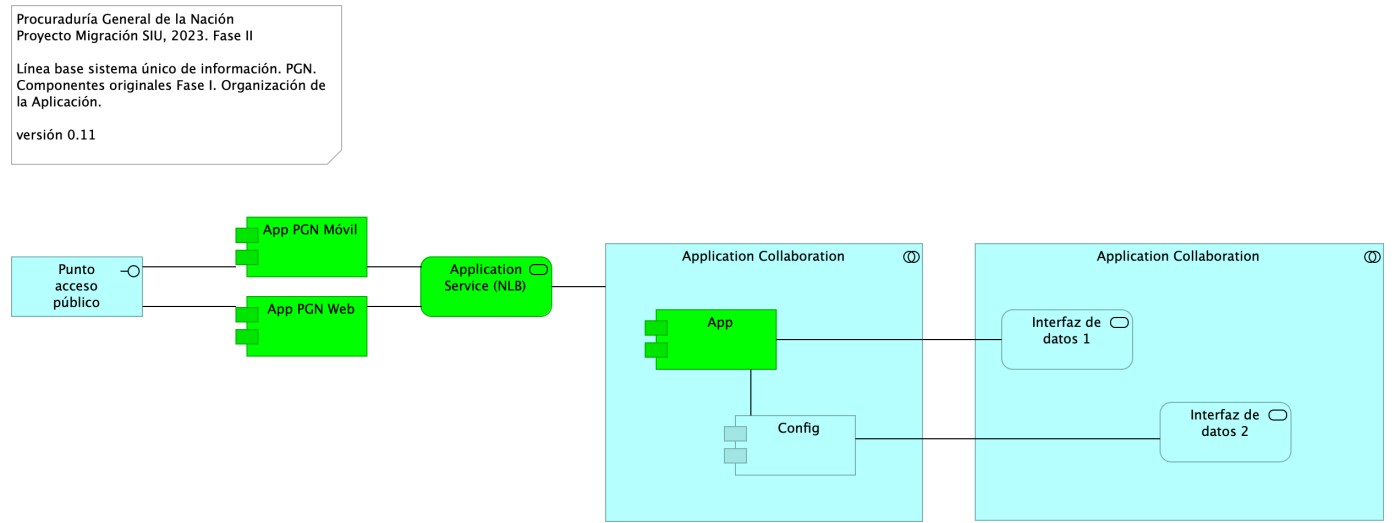 Procuraduría General de la Nación
Proyecto Migración SIU, 2023. Fase II
Línea base sistema único de información. PGN.
Componentes originales Fase I. Organización de
la Aplicación.
versión 0.11
Punto
acceso
público
App PGN Móvil
App PGN Web
Application
Service (NLB)
Application Collaboration
App
Config
Application Collaboration
Interfaz de
datos 1
Interfaz de
datos 2